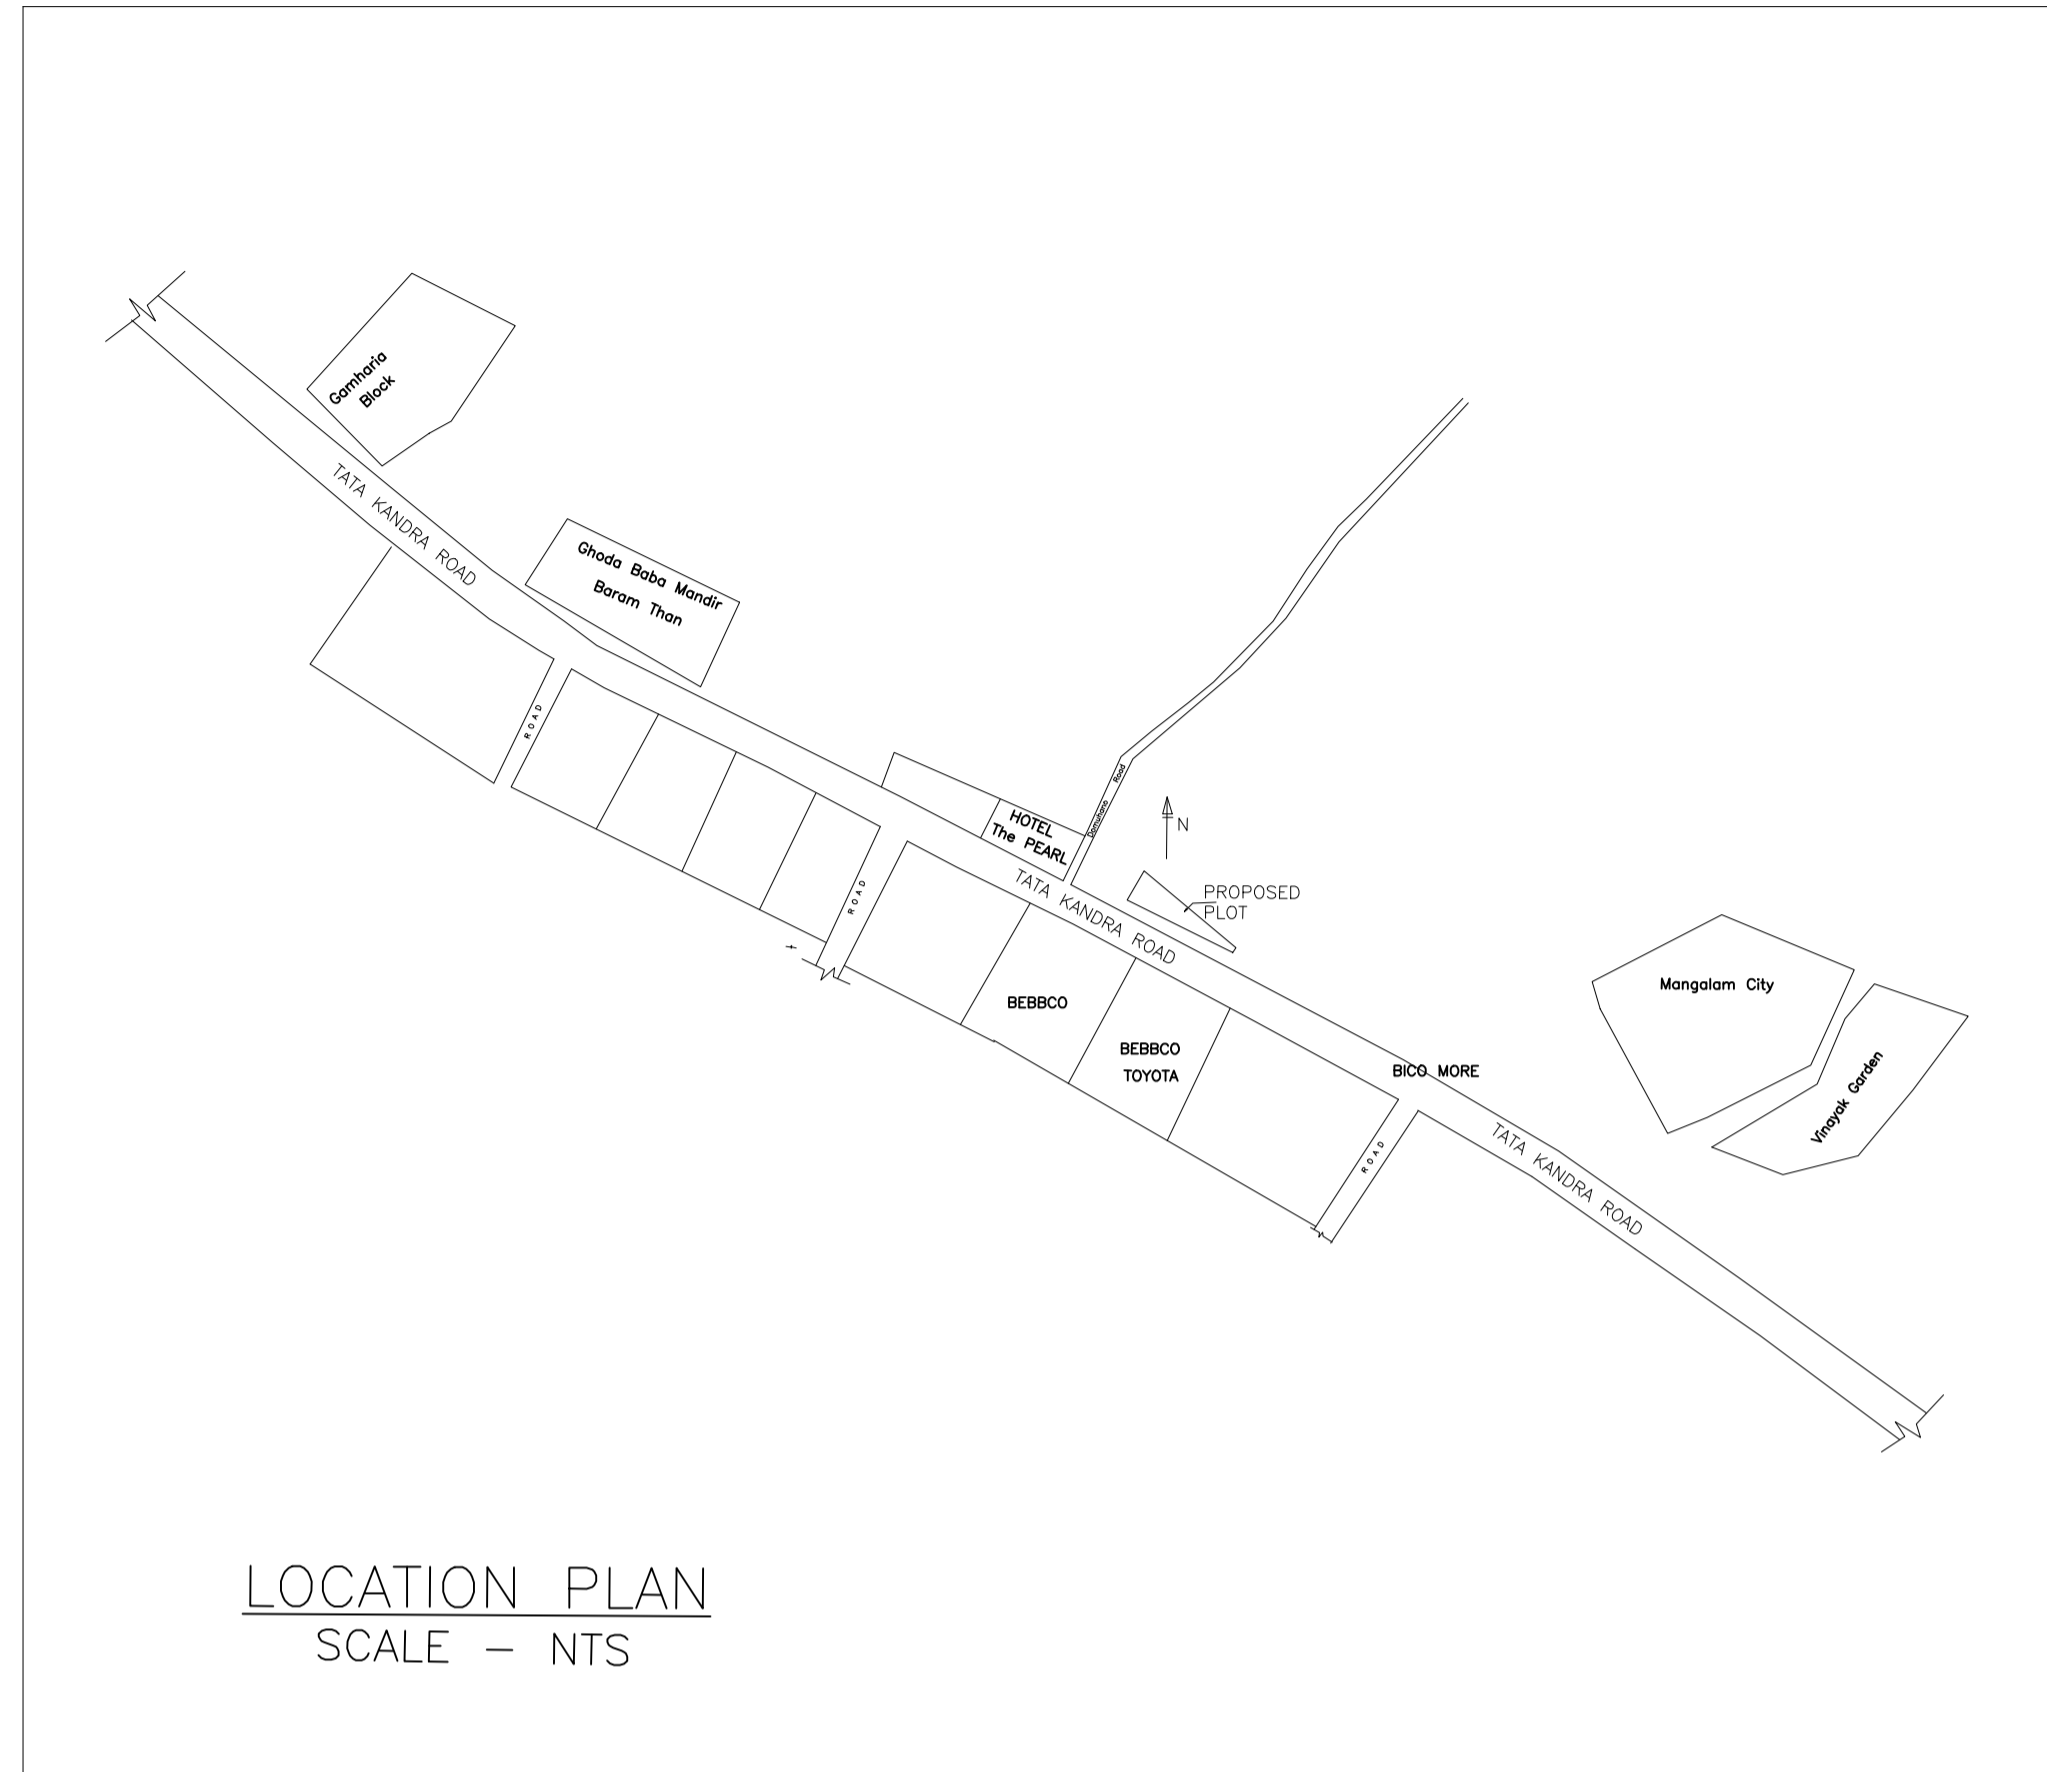 Gamharia
Block
TATA KANDRA ROAD
Ghoda Baba Mandir
Baram Than
ROAD
HOTEL
The PEARL
Road
N
PROPOSED
PLOT
ROAD
TATA KANDRA ROAD
BEBBCO
BEBBCO
TOYOTA
BICO MORE
Mangalam City
Vinayak Garden
ROAD
TATA KANDRA ROAD
LOCATION PLAN
SCALE - NTS